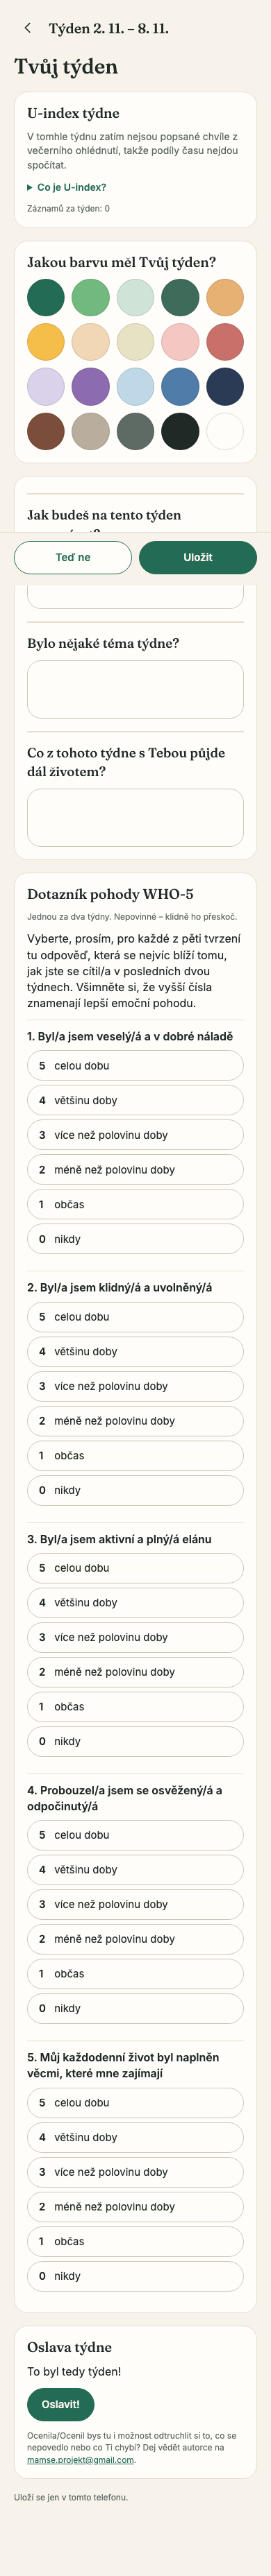 Týden 2. 11. – 8. 11.
Tvůj týden
U-index týdne
V tomhle týdnu zatím nejsou popsané chvíle z
večerního ohlédnutí, takže podíly času nejdou
spočítat.
Co je U-index?
Záznamů za týden: 0
Jakou barvu měl Tvůj týden?
Jak budeš na tento týden
Teď ne
Uložit
Bylo nějaké téma týdne?
Co z tohoto týdne s Tebou půjde
dál životem?
Dotazník pohody WHO-5
Jednou za dva týdny. Nepovinné – klidně ho přeskoč.
Vyberte, prosím, pro každé z pěti tvrzení
tu odpověď, která se nejvíc blíží tomu,
jak jste se cítil/a v posledních dvou
týdnech. Všimněte si, že vyšší čísla
znamenají lepší emoční pohodu.
1. Byl/a jsem veselý/á a v dobré náladě
5 celou dobu
4 většinu doby
3 více než polovinu doby
2 méně než polovinu doby
1 občas
0 nikdy
2. Byl/a jsem klidný/á a uvolněný/á
5 celou dobu
4 většinu doby
3 více než polovinu doby
2 méně než polovinu doby
1 občas
0 nikdy
3. Byl/a jsem aktivní a plný/á elánu
5 celou dobu
4 většinu doby
3 více než polovinu doby
2 méně než polovinu doby
1 občas
0 nikdy
4. Probouzel/a jsem se osvěžený/á a
odpočinutý/á
5 celou dobu
4 většinu doby
3 více než polovinu doby
2 méně než polovinu doby
1 občas
0 nikdy
5. Můj každodenní život byl naplněn
věcmi, které mne zajímají
5 celou dobu
4 většinu doby
3 více než polovinu doby
2 méně než polovinu doby
1 občas
0 nikdy
Oslava týdne
To byl tedy týden!
Oslavit!
Ocenila/Ocenil bys tu i možnost odtruchlit si to, co se
nepovedlo nebo co Ti chybí? Dej vědět autorce na
mamse.projekt@gmail.com.
Uloží se jen v tomto telefonu.